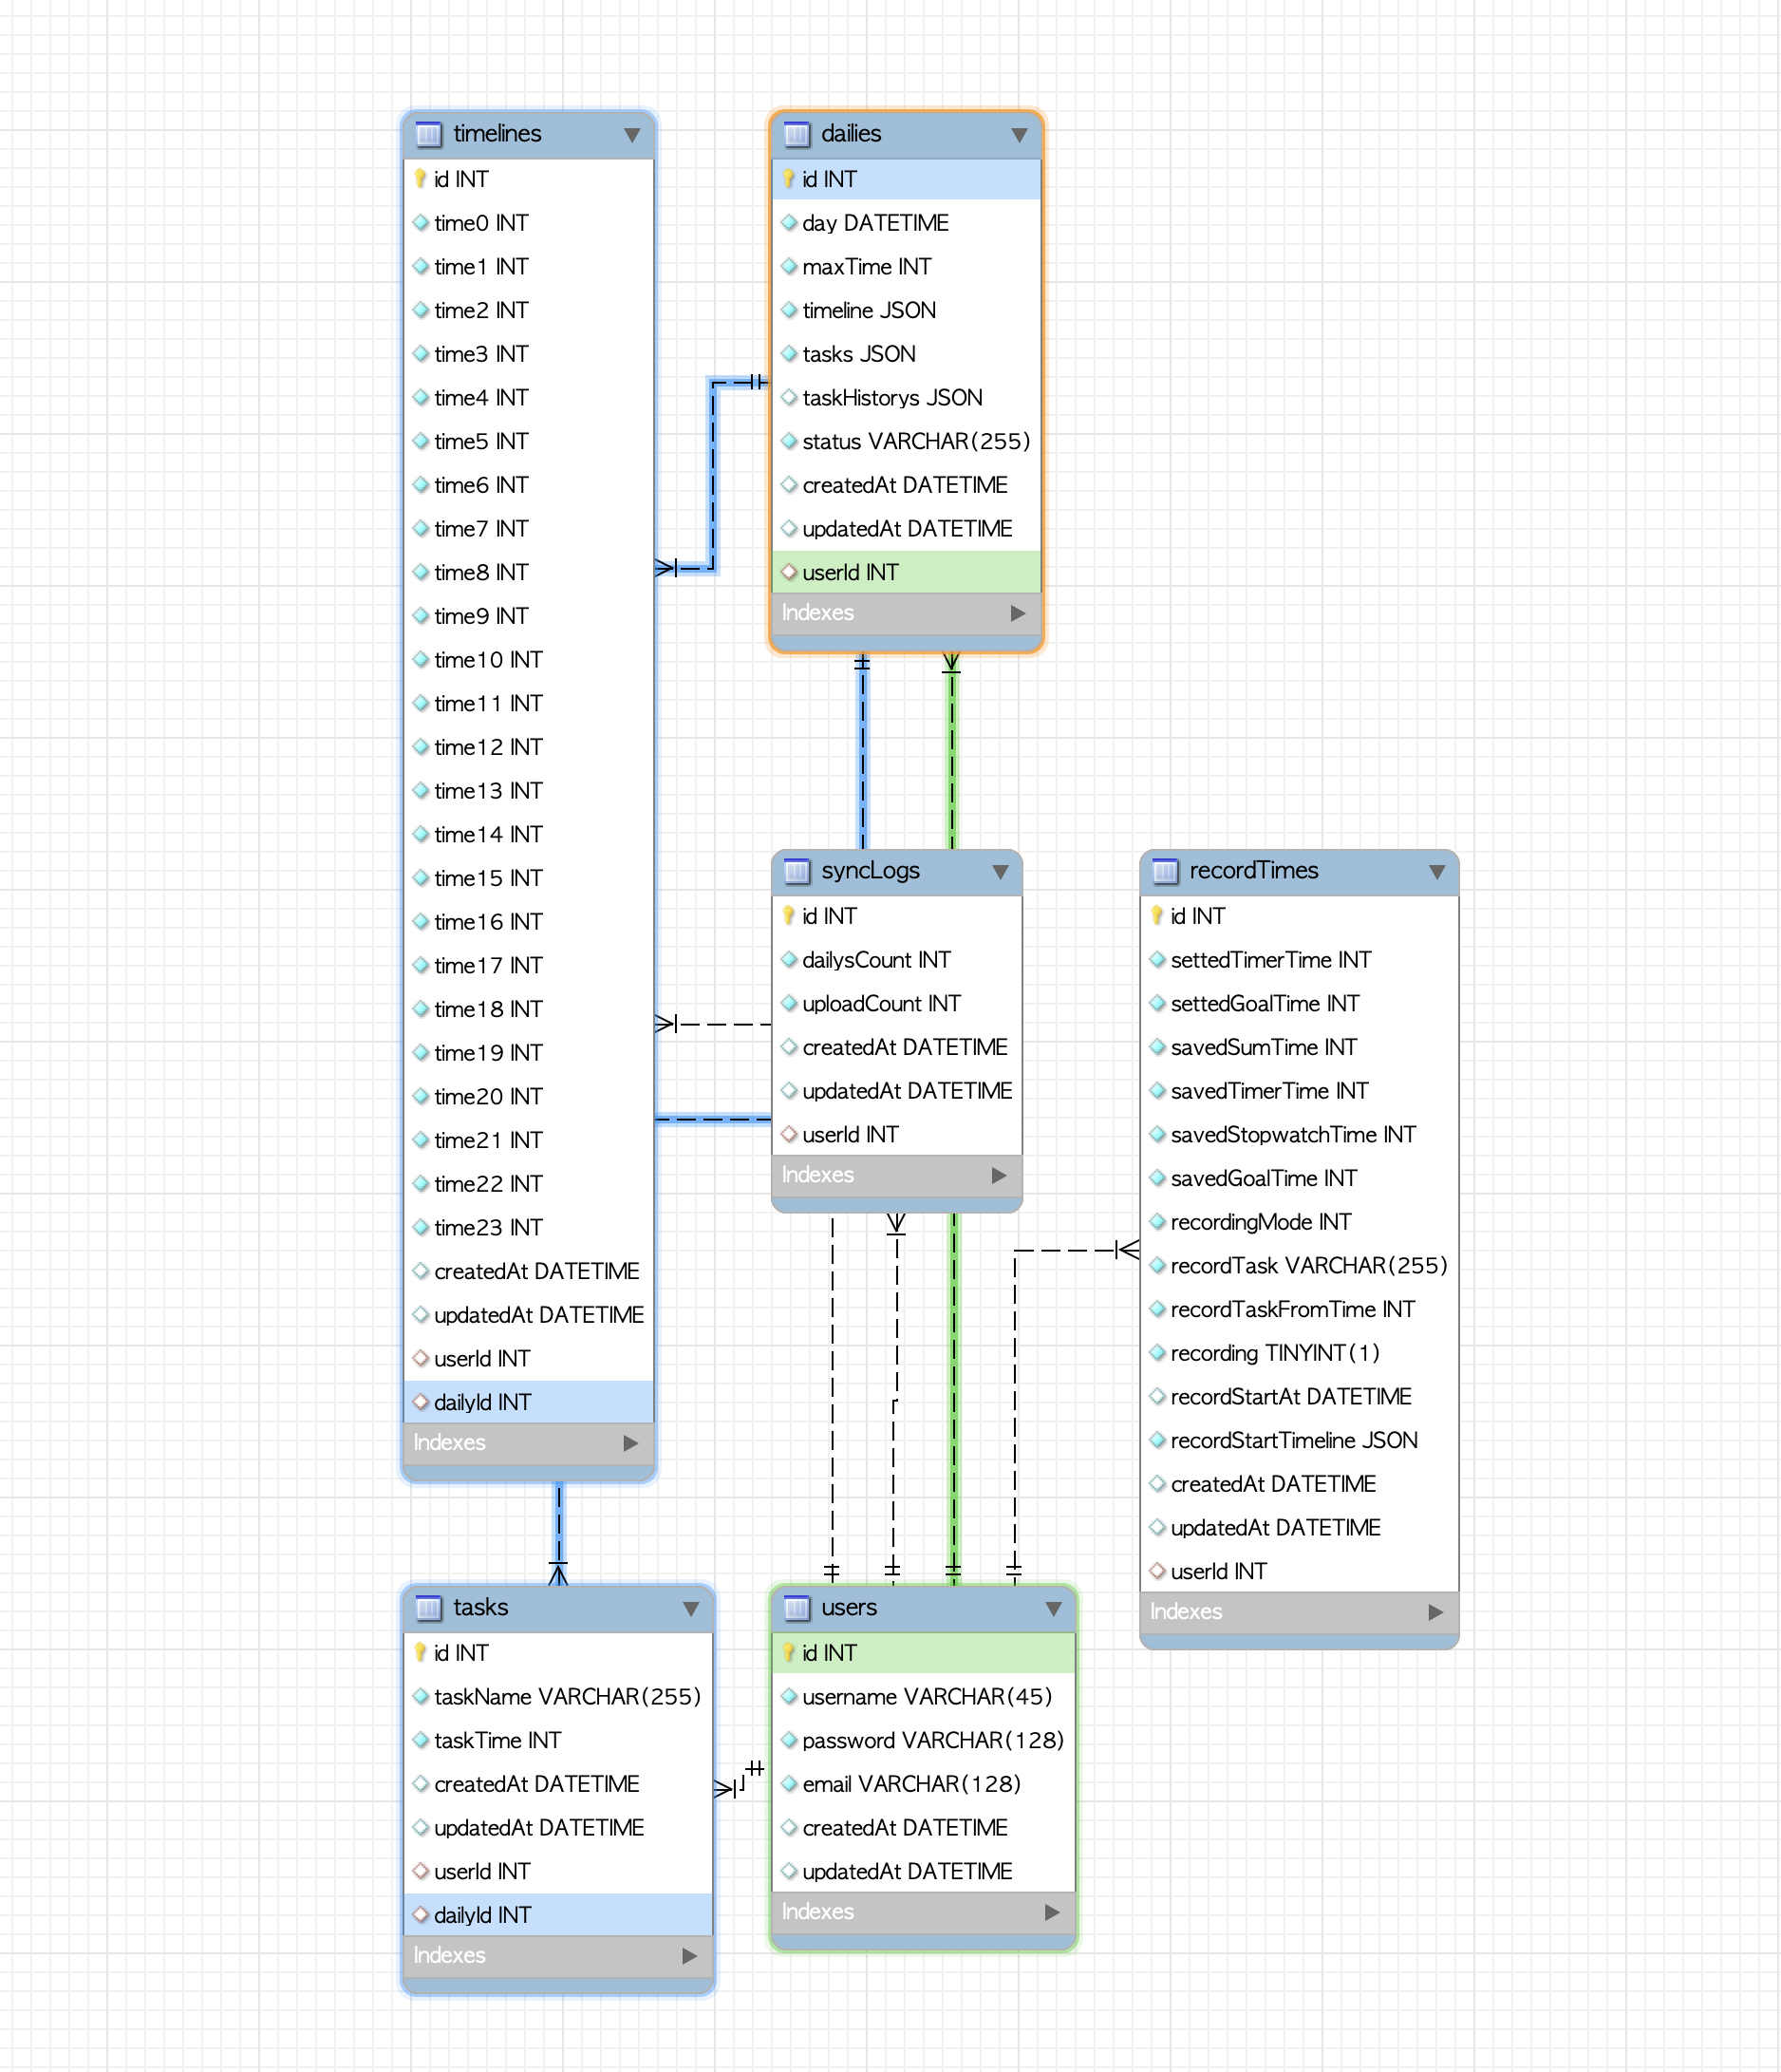 timelines
id INT
time0 INT
time1 INT
time2 INT
time3 INT
time4 INT
time5 INT
time6 INT
time7 INT
time8 INT
time9 INT
time10 INT
time11 INT
time12 INT
time13 INT
time14 INT
time15 INT
time16 INT
time17 INT
time18 INT
time19 INT
time20 INT
time21 INT
time22 INT
time23 INT
createdAt DATETIME
updatedAt DATETIME
userId INT
dailyId INT
Indexes
dailies
id INT
day DATETIME
maxTime INT
timeline JSON
tasks JSON
taskHistorys JSON
status VARCHAR(255)
createdAt DATETIME
updatedAt DATETIME
userId INT
Indexes
syncLogs
id INT
dailysCount INT
uploadCount INT
createdAt DATETIME
updatedAt DATETIME
userId INT
Indexes
recordTimes
id INT
settedTimerTime INT
settedGoalTime INT
savedSumTime INT
savedTimerTime INT
savedStopwatchTime INT
savedGoalTime INT
recordingMode INT
recordTask VARCHAR(255)
recordTaskFromTime INT
recording TINYINT(1)
recordStartAt DATETIME
recordStartTimeline JSON
createdAt DATETIME
updatedAt DATETIME
userId INT
Indexes
tasks
id INT
taskName VARCHAR(255)
taskTime INT
createdAt DATETIME
updatedAt DATETIME
userId INT
dailyId INT
Indexes
users
id INT
username VARCHAR(45)
password VARCHAR(128)
email VARCHAR(128)
createdAt DATETIME
updatedAt DATETIME
Indexes